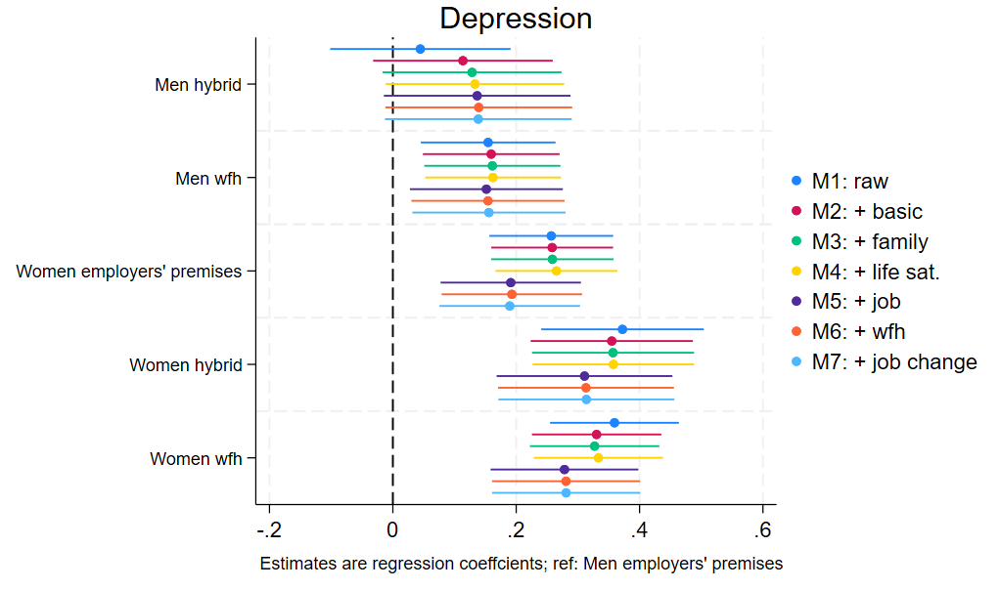 Depression
Men hybrid
Men wfh
Women employers' premises
Women hybrid
Women wfh
-.2 0 .2 .4 .6
Estimates are regression coeffcients; ref: Men employers' premises
M1: raw
M2: + basic
M3: + family
M4: + life sat.
M5: + job
M6: + wfh
M7: + job change